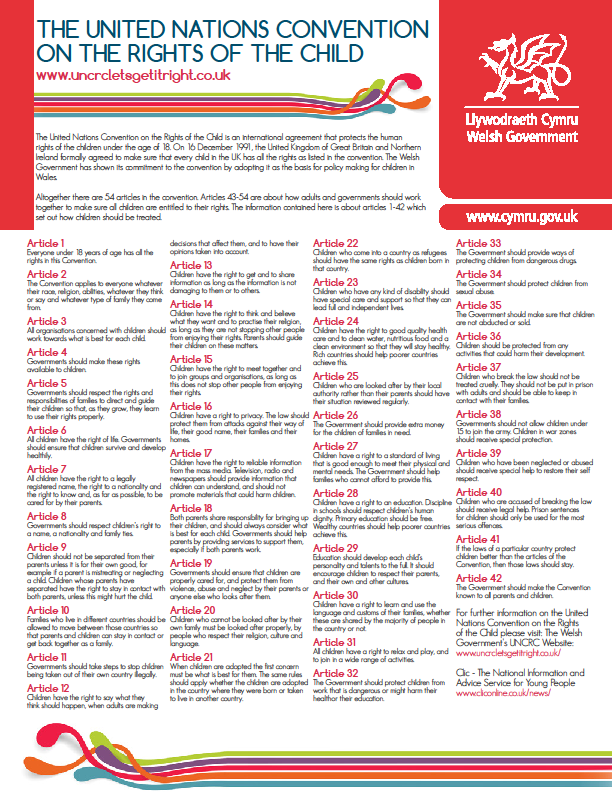 THE UNITED NATIONS CONVENTION
ON THE RIGHTS OF THE CHILD
www.uncrcletsgetitright.co.uk
Llywodraeth Cymru
Welsh Government
www.cymru.gov.uk
The United Nations Convention on the Rights of the Child is an international agreement that protects the human
rights of the children under the age of 18. On 16 December 1991, the United Kingdom of Great Britain and Northern
Ireland formally agreed to make sure that every child in the UK has all the rights as listed in the convention. The Welsh
Government has shown its commitment to the convention by adopting it as the basis for policy making for children in
Wales.
Altogether there are 54 articles in the convention. Articles 43-54 are about how adults and governments should work
together to make sure all children are entitled to their rights. The information contained here is about articles 1-42 which
set out how children should be treated.
Article 1
Everyone under 18 years of age has all the
rights in this Convention.
Article 2
The Convention applies to everyone whatever
their race, religion, abilities, whatever they think
or say and whatever type of family they come
from.
Article 3
All organisations concerned with children should
work towards what is best for each child.
Article 4
Governments should make these rights
available to children.
Article 5
Governments should respect the rights and
responsibilities of families to direct and guide
their children so that, as they grow, they learn
to use their rights properly.
Article 6
All children have the right of life. Governments
should ensure that children survive and develop
healthily.
Article 7
All children have the right to a legally
registered name, the right to a nationality and
the right to know and, as far as possible, to be
cared for by their parents.
Article 8
Governments should respect children's right to
a name, a nationality and family ties.
Article 9
Children should not be separated from their
parents unless it is for their own good, for
example if a parent is mistreating or neglecting
a child. Children whose parents have
separated have the right to stay in contact with
both parents, unless this might hurt the child.
Article 10
Families who live in different countries should be
allowed to move between those countries so
that parents and children can stay in contact or
get back together as a family.
Article 11
Governments should take steps to stop children
being taken out of their own country illegally.
Article 12
Children have the right to say what they
think should happen, when adults are making
decisions that affect them, and to have their
opinions taken into account.
Article 13
Children have the right to get and to share
information as long as the information is not
damaging to them or to others.
Article 14
Children have the right to think and believe
what they want and to practise their religion,
as long as they are not stopping other people
from enjoying their rights. Parents should guide
their children on these matters.
Article 15
Children have the right to meet together and
to join groups and organisations, as long as
this does not stop other people from enjoying
their rights.
Article 16
Children have a right to privacy. The law should
protect them from attacks against their way of
life, their good name, their families and their
homes.
Article 17
Children have the right to reliable information
from the mass media. Television, radio and
newspapers should provide information that
children can understand, and should not
promote materials that could harm children.
Article 18
Both parents share responsibility for bringing up
their children, and should always consider what
is best for each child. Governments should help
parents by providing services to support them,
especially if both parents work.
Article 19
Governments should ensure that children are
properly cared for, and protect them from
violence, abuse and neglect by their parents or
anyone else who looks after them.
Article 20
Children who cannot be looked after by their
own family must be looked after properly, by
people who respect their religion, culture and
language.
Article 21
When children are adopted the first concern
must be what is best for them. The same rules
should apply whether the children are adopted
in the country where they were born or taken
to live in another country.
Article 22
Children who come into a country as refugees
should have the same rights as children born in
that country.
Article 23
Children who have any kind of disability should
have special care and support so that they can
lead full and independent lives.
Article 24
Children have the right to good quality health
care and to clean water, nutritious food and a
clean environment so that they will stay healthy.
Rich countries should help poorer countries
achieve this.
Article 25
Children who are looked after by their local
authority rather than their parents should have
their situation reviewed regularly.
Article 26
The Government should provide extra money
for the children of families in need.
Article 27
Children have a right to a standard of living
that is good enough to meet their physical and
mental needs. The Government should help
families who cannot afford to provide this.
Article 28
Children have a right to an education. Discipline
in schools should respect children's human
dignity. Primary education should be free.
Wealthy countries should help poorer countries
achieve this.
Article 29
Education should develop each child's
personality and talents to the full. It should
encourage children to respect their parents,
and their own and other cultures.
Article 30
Children have a right to learn and use the
language and customs of their families, whether
these are shared by the majority of people in
the country or not.
Article 31
All children have a right to relax and play, and
to join in a wide range of activities.
Article 32
The Government should protect children from
work that is dangerous or might harm their
healthor their education.
Article 33
The Government should provide ways of
protecting children from dangerous drugs.
Article 34
The Government should protect children from
sexual abuse.
Article 35
The Government should make sure that children
are not abducted or sold.
Article 36
Children should be protected from any
activities that could harm their development.
Article 37
Children who break the law should not be
treated cruelly. They should not be put in prison
with adults and should be able to keep in
contact with their families.
Article 38
Governments should not allow children under
15 to join the army. Children in war zones
should receive special protection.
Article 39
Children who have been neglected or abused
should receive special help to restore their self
respect.
Article 40
Children who are accused of breaking the law
should receive legal help. Prison sentences
for children should only be used for the most
serious offenses.
Article 41
If the laws of a particular country protect
children better than the articles of the
Convention, then those laws should stay.
Article 42
The Government should make the Convention
known to all parents and children.
For further information on the United
Nations Convention on the Rights
of the Child please visit: The Welsh
Government's UNCRC Website:
www.uncrcletsgetitright.co.uk/
Clic - The National Information and
Advice Service for Young People
www.cliconline.co.uk/news/